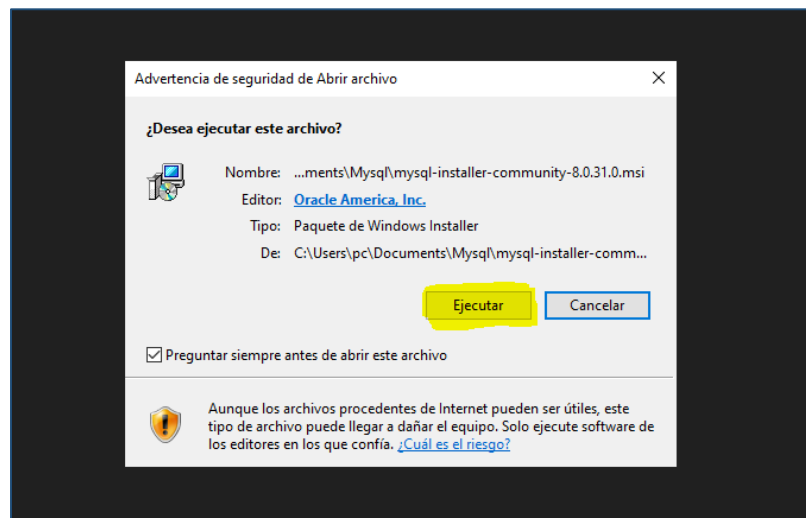 Advertencia de seguridad de Abrir archivo
¿Desea ejecutar este archivo?
Nombre: ...ments\Mysql\mysql-installer-community-8.0.31.0.msi
Editor: Oracle America, Inc.
Tipo: Paquete de Windows Installer
De: C:\Users\pc\Documents\Mysql\mysql-installer-comm...
Ejecutar Cancelar
Preguntar siempre antes de abrir este archivo
Aunque los archivos procedentes de Internet pueden ser útiles, este
tipo de archivo puede llegar a dañar el equipo. Solo ejecute software de
los editores en los que confía. ¿Cuál es el riesgo?